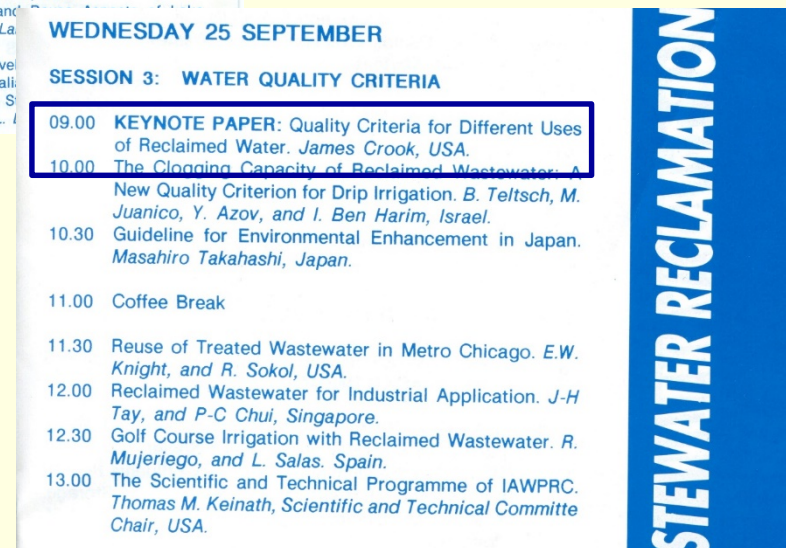 WEDNESDAY 25 SEPTEMBER
SESSION 3: WATER QUALITY CRITERIA
09.00 KEYNOTE PAPER: Quality Criteria for Different Uses
of Reclaimed Water. James Crook, USA.
10.00 The Clogging Capacity of Reclaimed Wastewater: A
New Quality Criterion for Drip Irrigation. B. Teltsch, M.
Juanico, Y. Azov, and I. Ben Harim, Israel.
10.30 Guideline for Environmental Enhancement in Japan.
Masahiro Takahashi, Japan.
11.00 Coffee Break
11.30 Reuse of Treated Wastewater in Metro Chicago. E.W.
Knight, and R. Sokol, USA.
12.00 Reclaimed Wastewater for Industrial Application. J-H
Tay, and P-C Chui, Singapore.
12.30 Golf Course Irrigation with Reclaimed Wastewater. R.
Mujeriego, and L. Salas. Spain.
13.00 The Scientific and Technical Programme of IAWPRC.
Thomas M. Keinath, Scientific and Technical Committe
Chair, USA.
STEWATER RECLAMATION